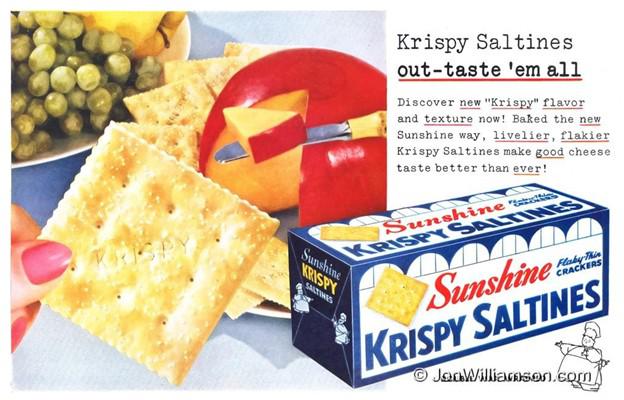 Krispy Saltines
out-taste 'em all
Discover new "Krispy" flavor
and texture now! Baked the new
Sunshine way, livelier, flakier
Krispy Saltines make good cheese
taste better than ever!
KRISPY
Sunshine
KRISPY SALTINES
Flaky-Thin
CRACKERS
Sunshine
KRISPY
SALTINES
Sunshine
Flaky-Thin
CRACKERS
KRISPY SALTINES
© JonWilliamson.com